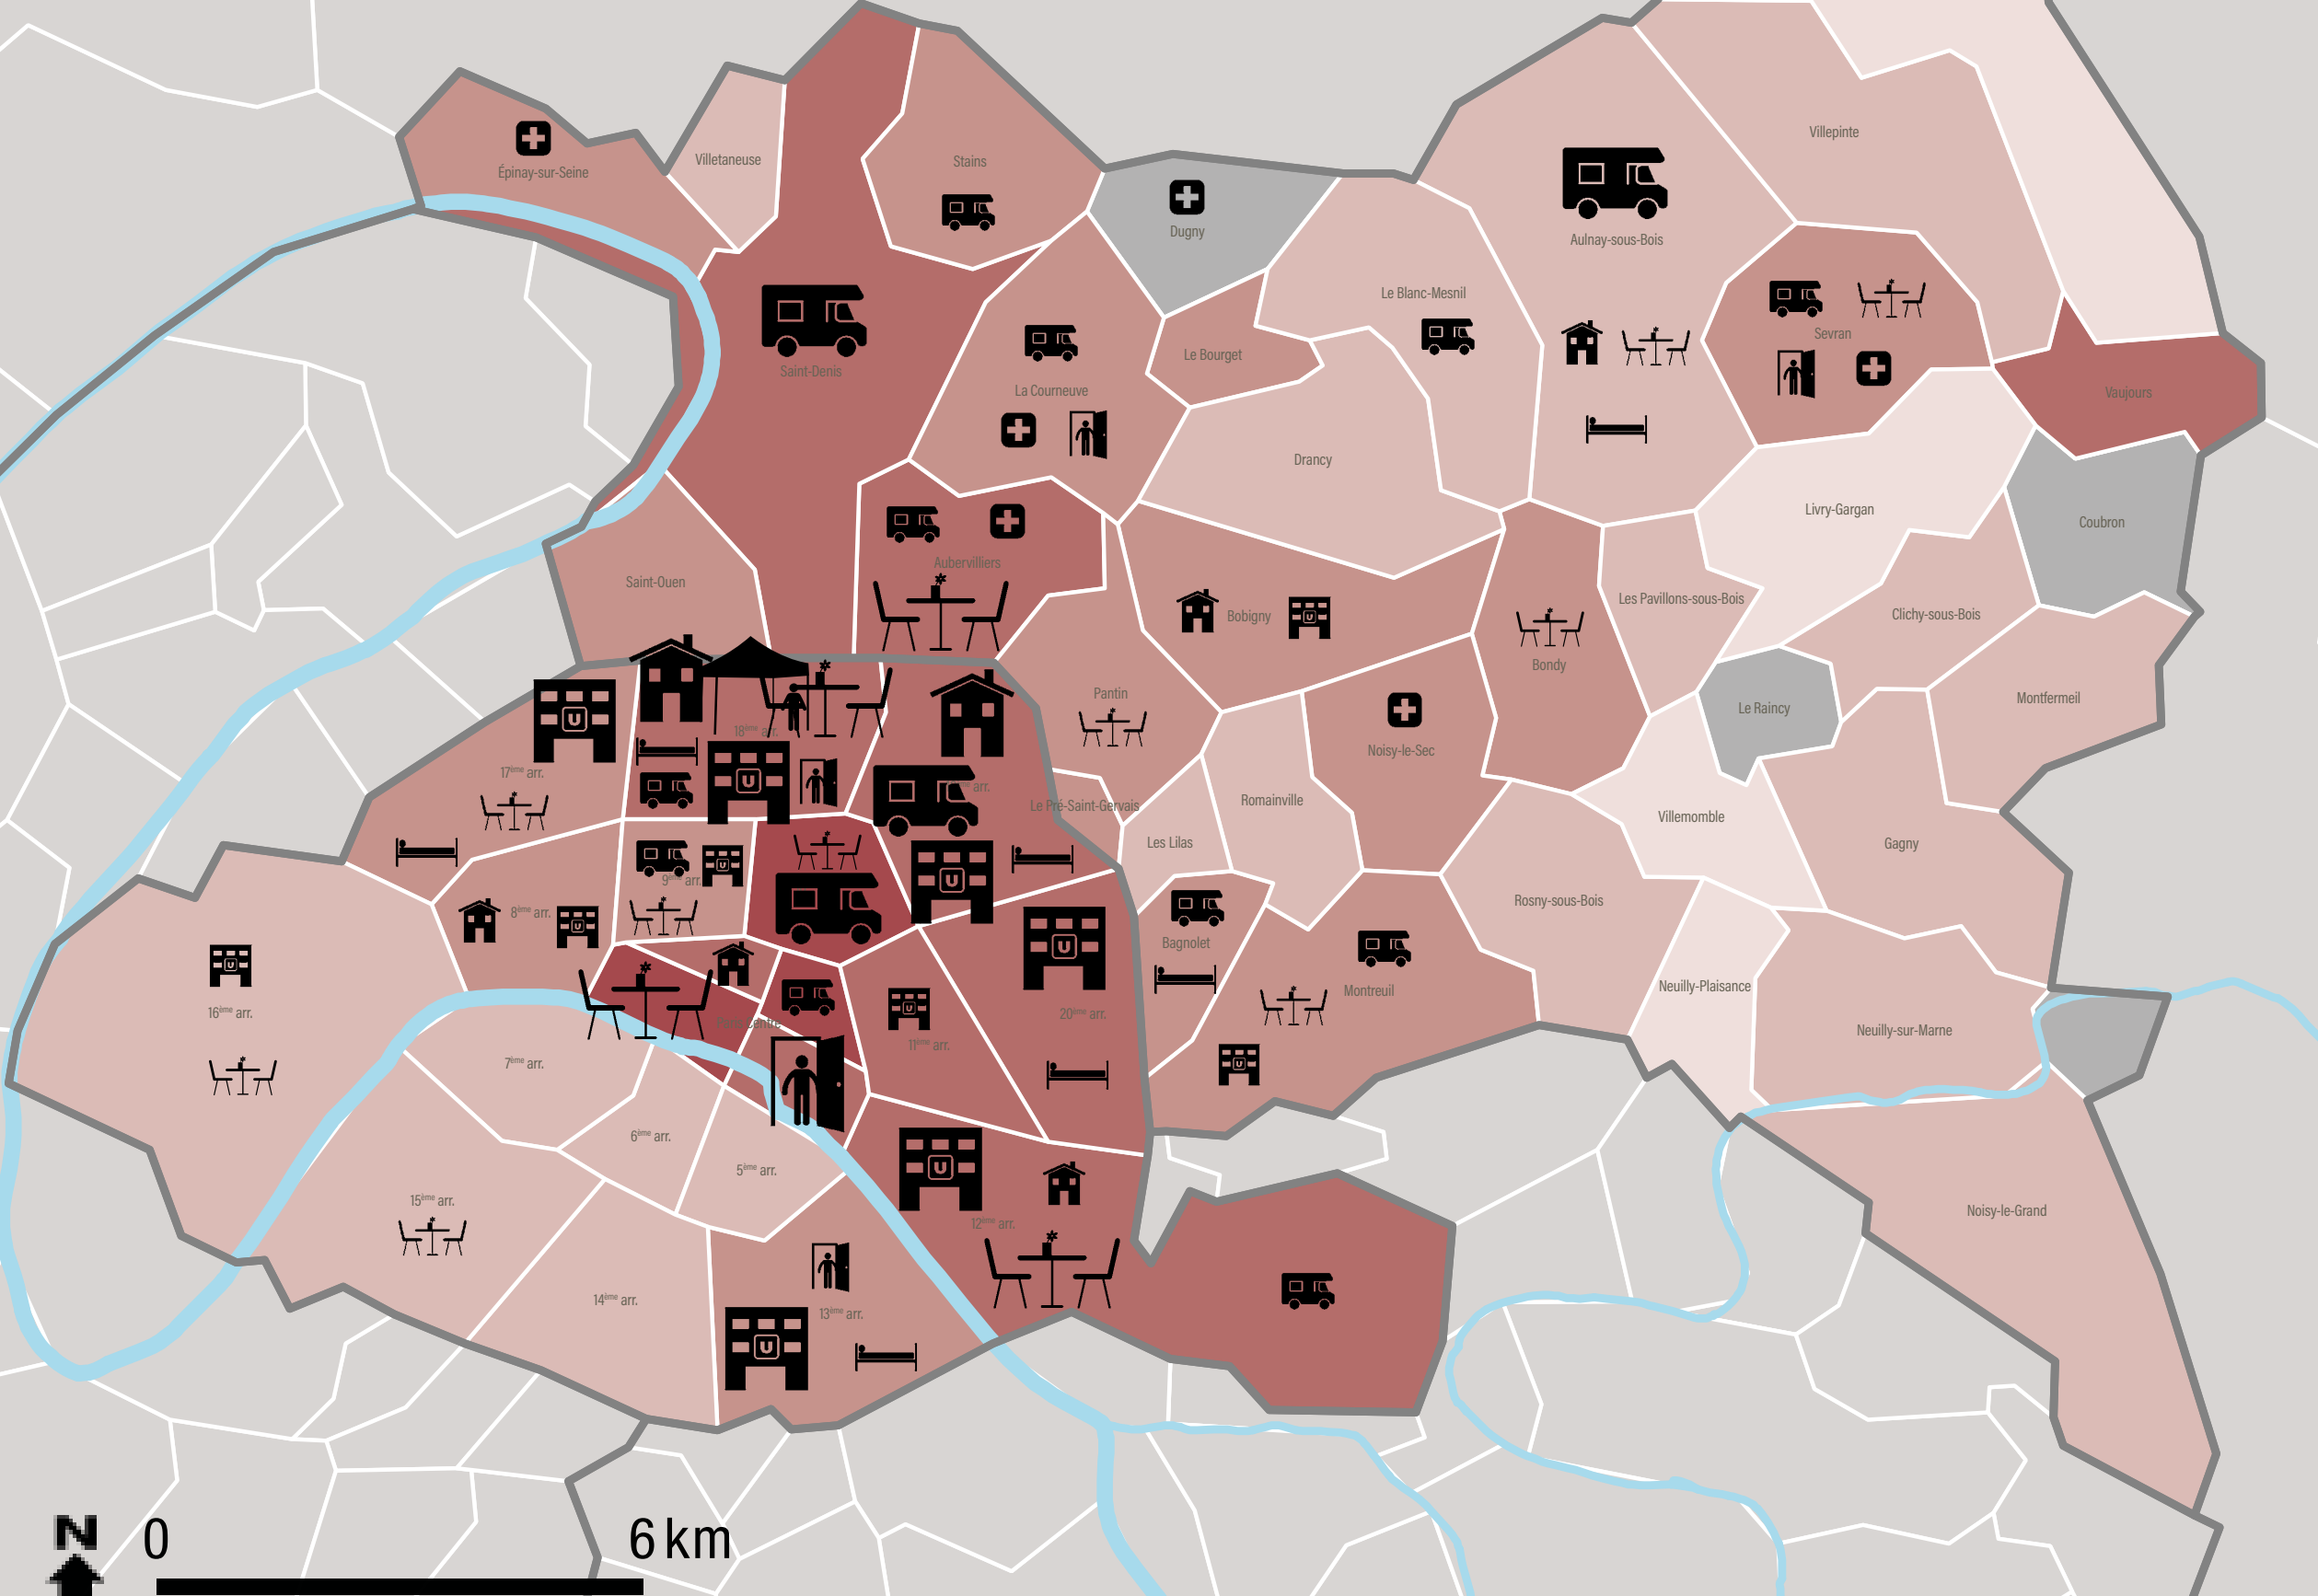 Villepinte
Villetaneuse
Stains
Épinay-sur-Seine
Dugny
Aulnay-sous-Bois
Le Blanc-Mesnil
Sevran
Le Bourget
Saint-Denis
La Courneuve
Vaujours
Drancy
Livry-Gargan
Coubron
Aubervilliers
Saint-Ouen
Les Pavillons-sous-Bois
Bobigny
Clichy-sous-Bois
Bondy
Pantin
Montfermeil
Le Raincy
18ème arr.
Noisy-le-Sec
17ème arr.
arr.
Romainville
Le Pré-Saint-Gervais
Villemomble
Les Lilas
Gagny
9ème arr.
Rosny-sous-Bois
8ème arr.
Bagnolet
Neuilly-Plaisance
Montreuil
16ème arr.
20ème arr.
Neuilly-sur-Marne
11ème arr.
7ème arr.
6ème arr.
5ème arr.
15ème arr.
Noisy-le-Grand
12ème arr.
14ème arr.
13ème arr.
N
0 6 km